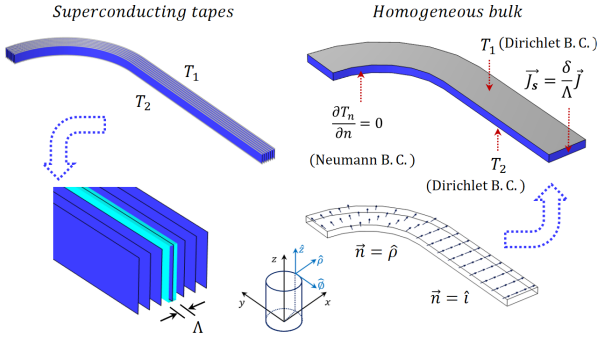 Superconducting tapes
Homogeneous bulk
T₁
T₂
T₁ (Dirichlet B. C.)
J⃗ₛ = δ/Λ J⃗
∂Tₙ/∂n = 0
(Neumann B. C.)
T₂
(Dirichlet B. C.)
Λ
z
ẑ
ρ̂
φ̂
y
x
n⃗ = ρ̂
n⃗ = î